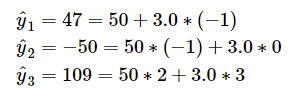 ŷ₁ = 47 = 50 + 3.0 * (−1)
ŷ₂ = −50 = 50 * (−1) + 3.0 * 0
ŷ₃ = 109 = 50 * 2 + 3.0 * 3